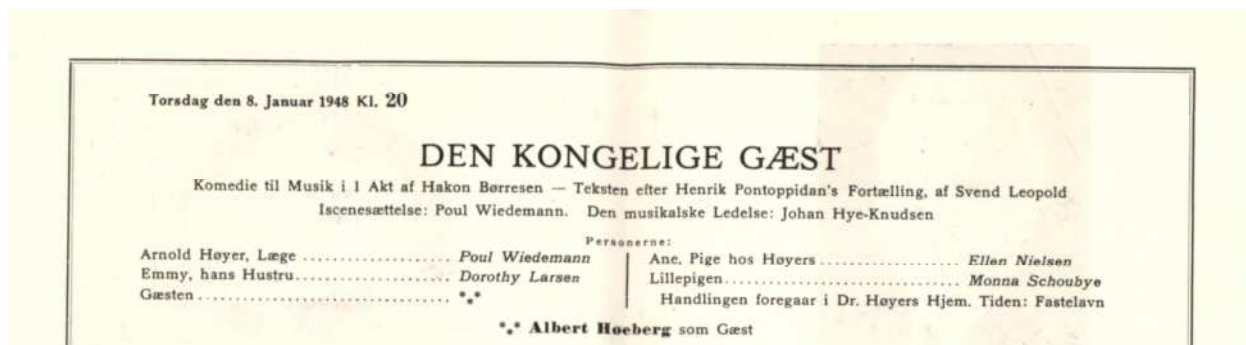 Torsdag den 8. Januar 1948 Kl. 20
DEN KONGELIGE GÆST
Komedie til Musik i 1 Akt af Hakon Børresen — Teksten efter Henrik Pontoppidan's Fortælling, af Svend Leopold
Iscenesættelse: Poul Wiedemann. Den musikalske Ledelse: Johan Hye-Knudsen
Personerne:
Arnold Høyer, Læge .................. Poul Wiedemann
Emmy, hans Hustru.................. Dorothy Larsen
Gæsten .............................. *,*
Ane, Pige hos Høyers ................ Ellen Nielsen
Lillepigen............................ Monna Schoubye
Handlingen foregaar i Dr. Høyers Hjem. Tiden: Fastelavn
*,* Albert Høeberg som Gæst